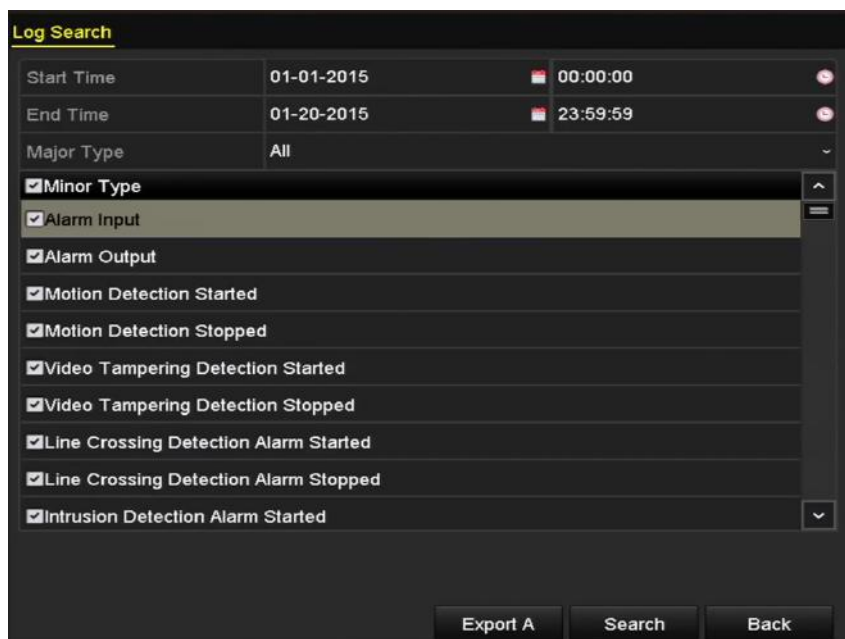 Log Search
Start Time 01-01-2015 00:00:00
End Time 01-20-2015 23:59:59
Major Type All
Minor Type
Alarm Input
Alarm Output
Motion Detection Started
Motion Detection Stopped
Video Tampering Detection Started
Video Tampering Detection Stopped
Line Crossing Detection Alarm Started
Line Crossing Detection Alarm Stopped
Intrusion Detection Alarm Started
Export A Search Back